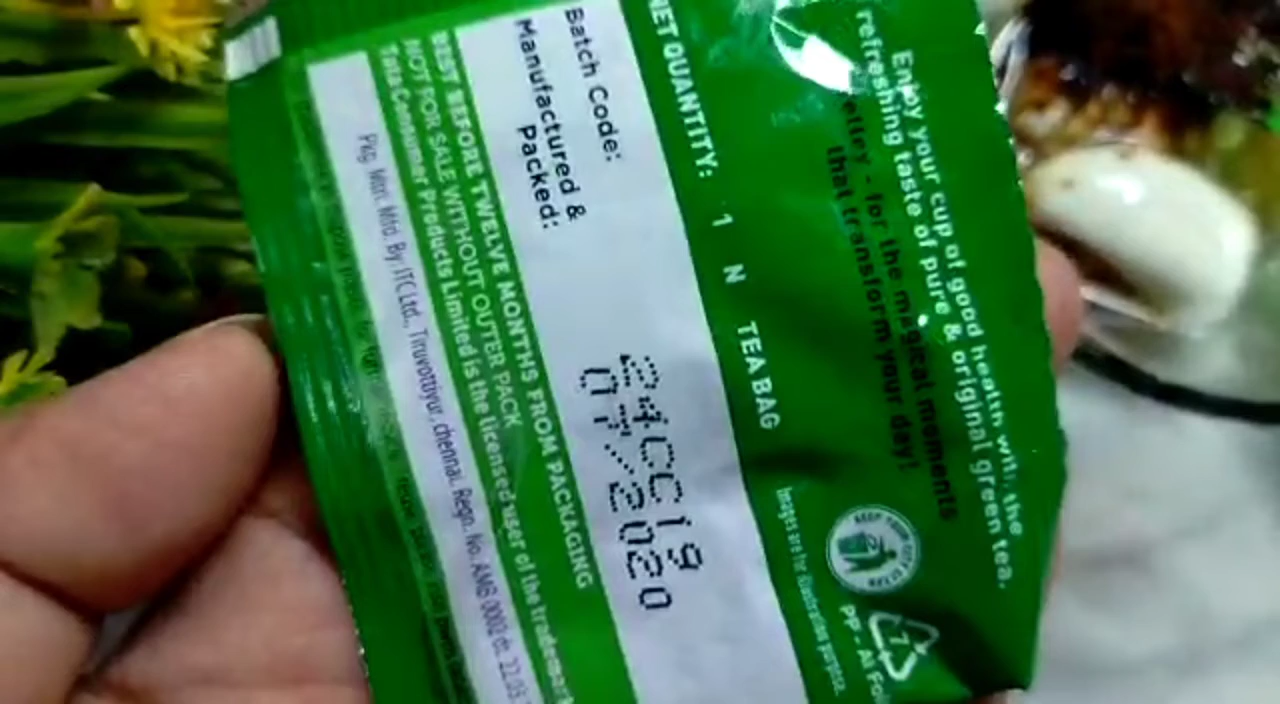 Enjoy your cup of good health with the
refreshing taste of pure & original green tea.
- for the magical moments
that transform your day!
NET QUANTITY: 1 N TEA BAG
Images are for illustration purpose.
PP - Al Foil
7
Batch Code: 24CC19
Manufactured & 07/2020
Packed:
BEST BEFORE TWELVE MONTHS FROM PACKAGING
NOT FOR SALE WITHOUT OUTER PACK
Tata Consumer Products Limited is the licensed user of the trademark
Pkg. Mtrl. Mfd. By: ITC Ltd., Tiruvottiyur, chennai. Regn. No. AMB 0002 dt. 22.03.